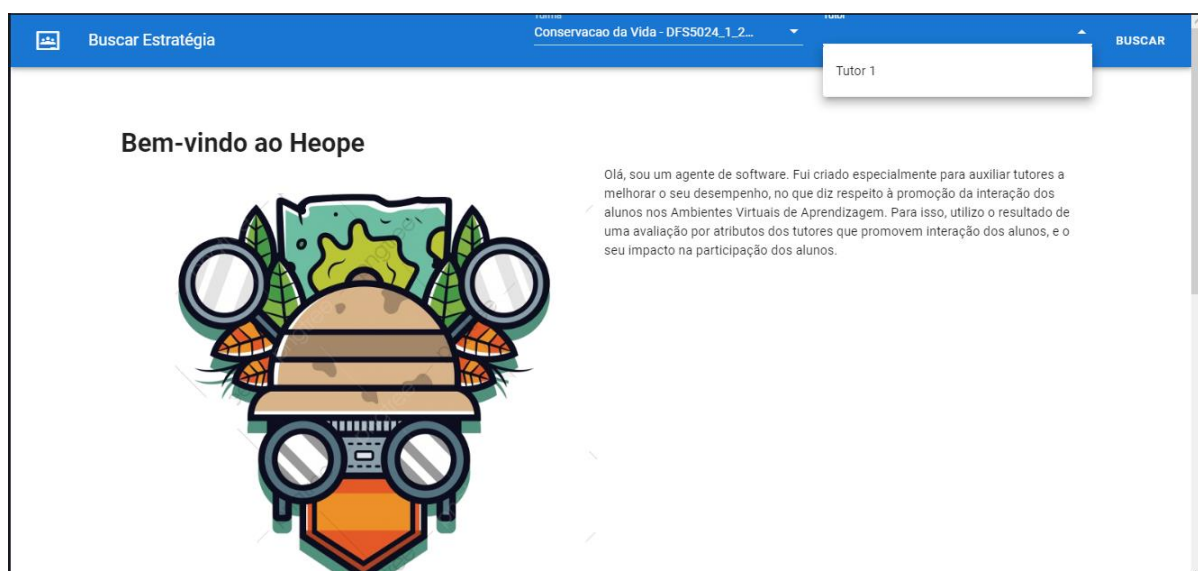 Turma
Tutor
Buscar Estratégia
Conservacao da Vida - DFS5024_1_2...
BUSCAR
Tutor 1
Bem-vindo ao Heope
Olá, sou um agente de software. Fui criado especialmente para auxiliar tutores a
melhorar o seu desempenho, no que diz respeito à promoção da interação dos
alunos nos Ambientes Virtuais de Aprendizagem. Para isso, utilizo o resultado de
uma avaliação por atributos dos tutores que promovem interação dos alunos, e o
seu impacto na participação dos alunos.